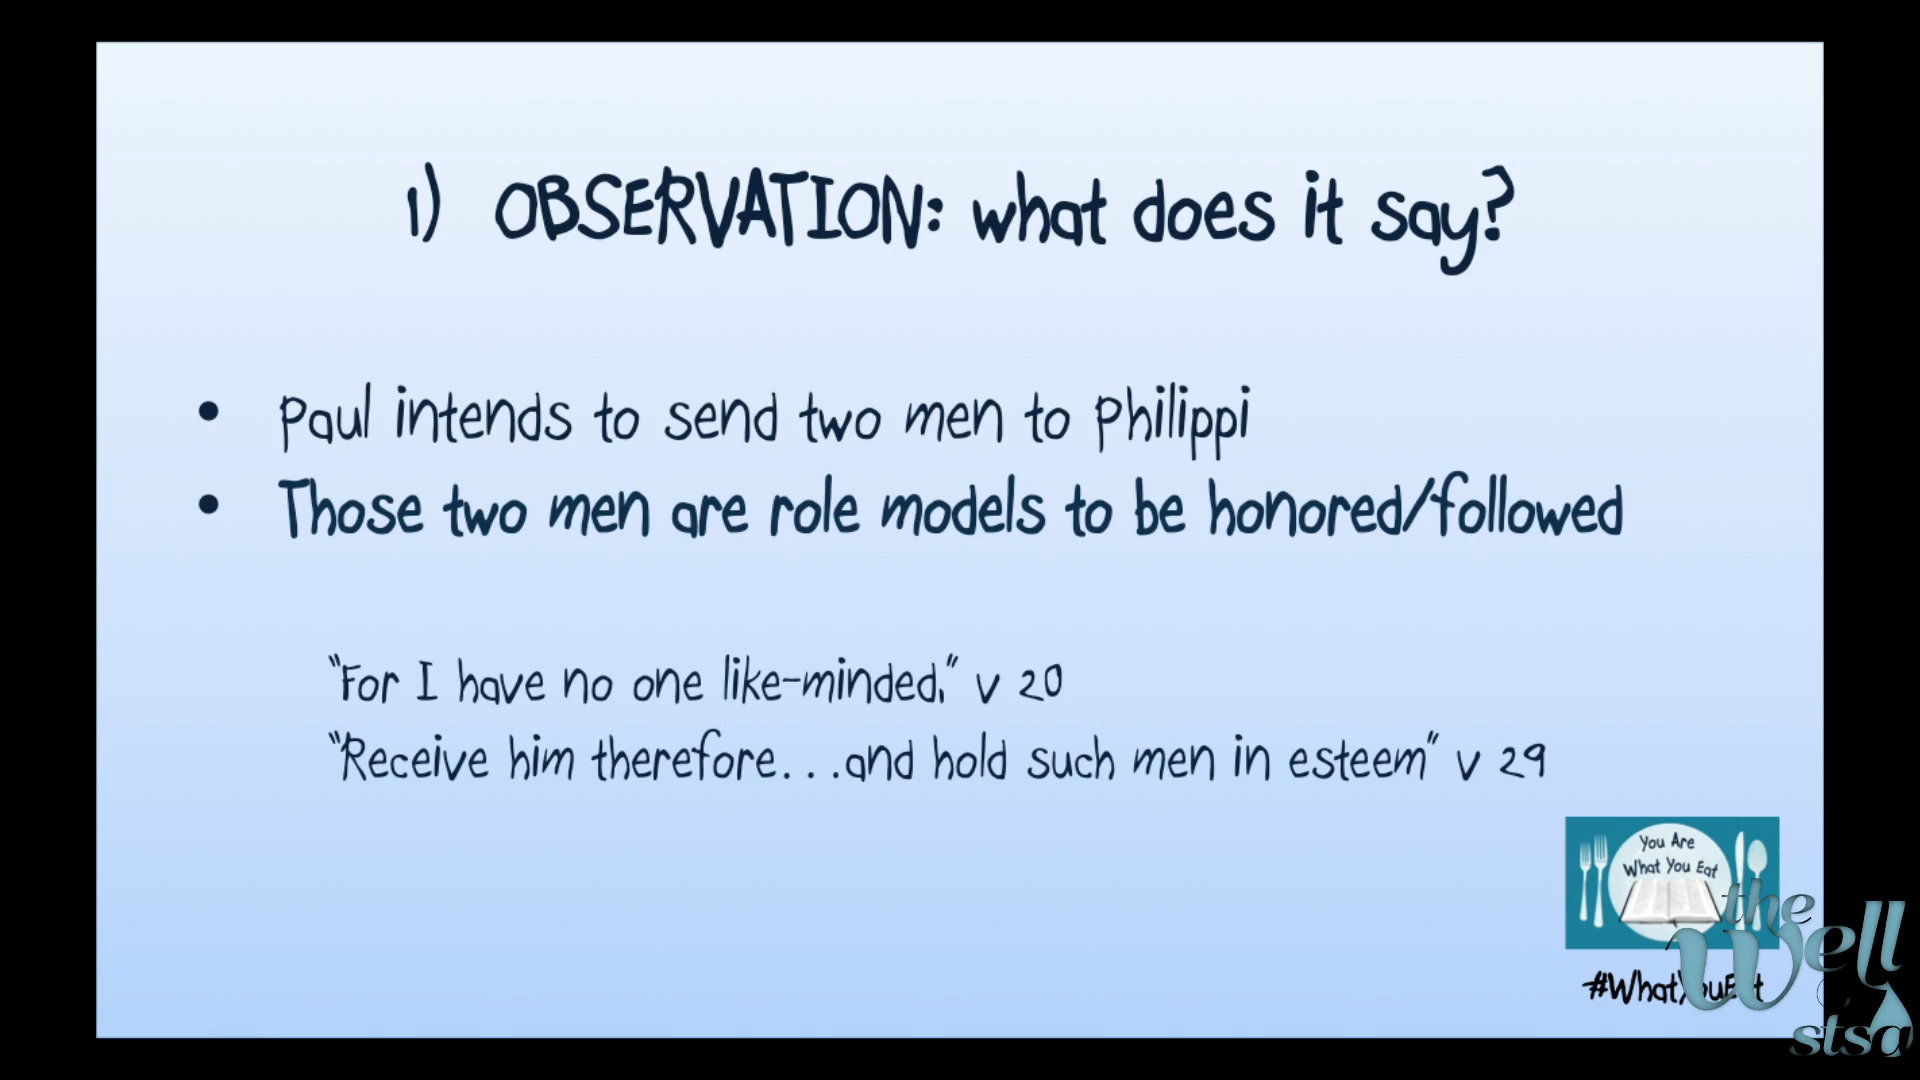 1) OBSERVATION: what does it say?
• Paul intends to send two men to Philippi
• Those two men are role models to be honored/followed
"For I have no one like-minded," v 20
"Receive him therefore...and hold such men in esteem" v 29
You Are
What You Eat
#WhatYouEat
the
Well
stsa